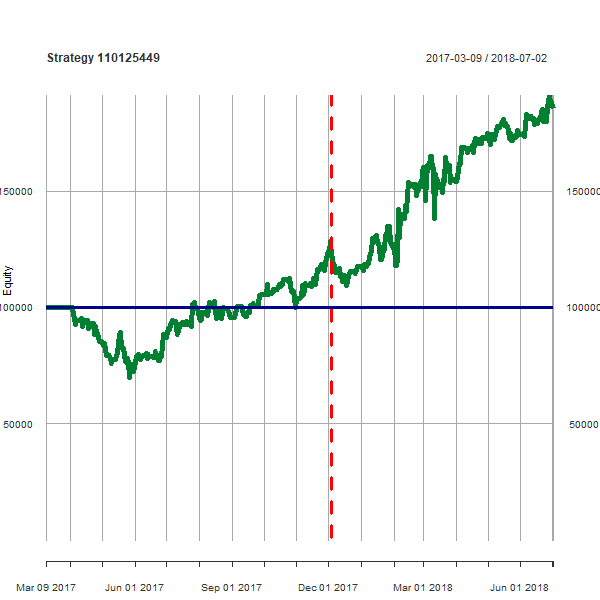 Strategy 110125449
2017-03-09 / 2018-07-02
150000 150000
Equity
100000 100000
50000 50000
Mar 09 2017 Jun 01 2017 Sep 01 2017 Dec 01 2017 Mar 01 2018 Jun 01 2018